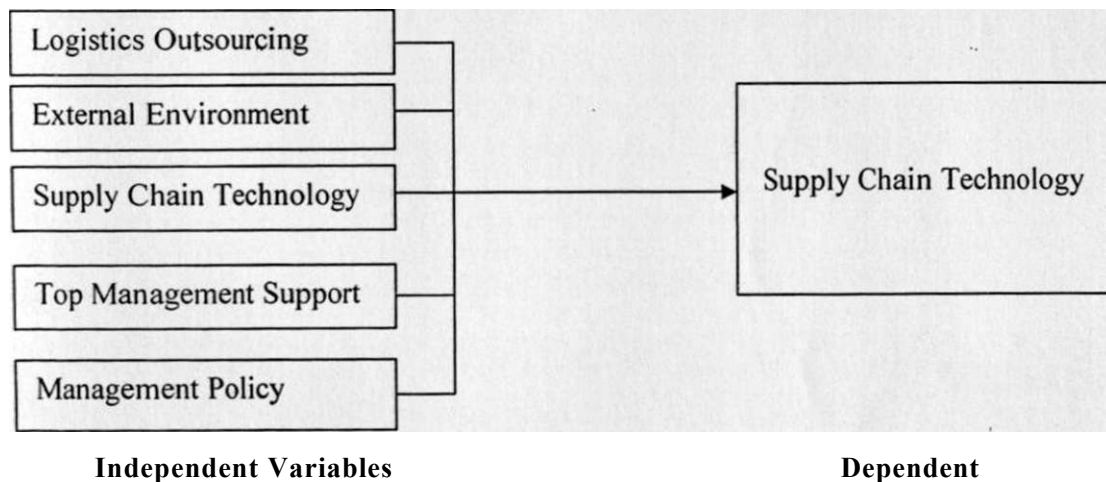 Logistics Outsourcing
External Environment
Supply Chain Technology
Supply Chain Technology
Top Management Support
Management Policy
Independent Variables
Dependent